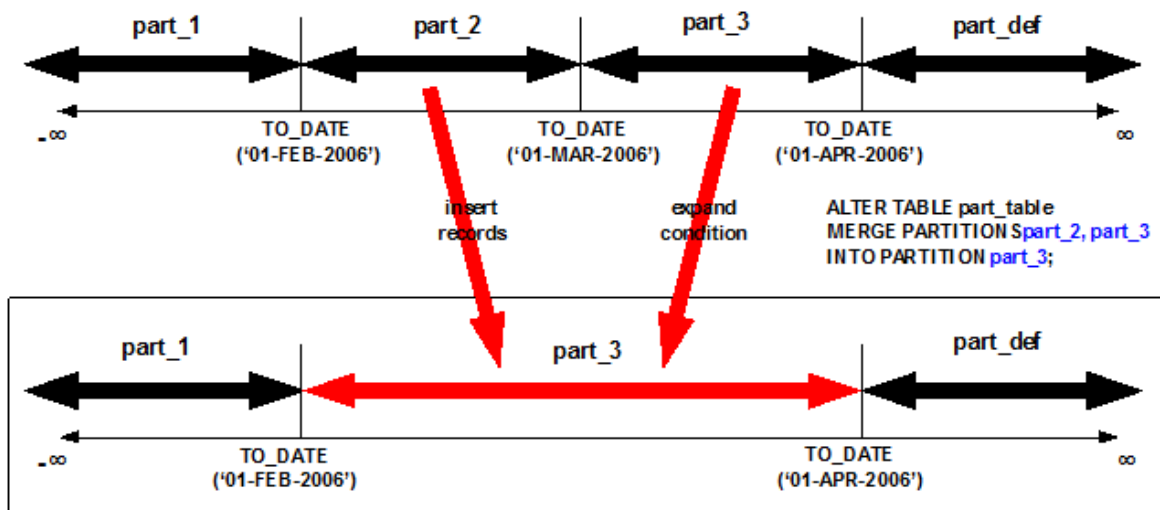 part_1 part_2 part_3 part_def
-∞ TO_DATE TO_DATE TO_DATE ∞
(‘01-FEB-2006’) (‘01-MAR-2006’) (‘01-APR-2006’)
insert expand
records condition
ALTER TABLE part_table
MERGE PARTITIONS part_2, part_3
INTO PARTITION part_3;
part_1 part_3 part_def
-∞ TO_DATE TO_DATE ∞
(‘01-FEB-2006’) (‘01-APR-2006’)